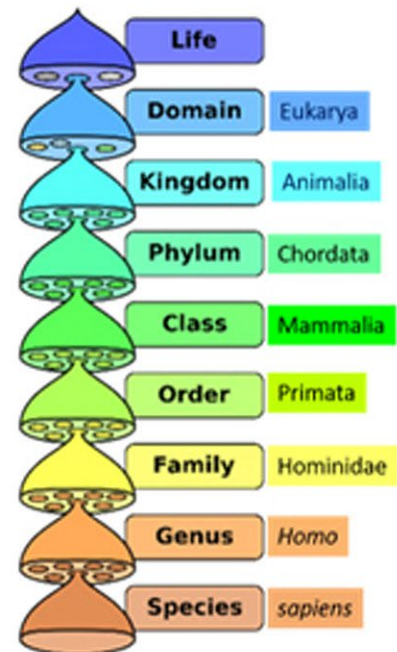 Life
Domain Eukarya
Kingdom Animalia
Phylum Chordata
Class Mammalia
Order Primata
Family Hominidae
Genus Homo
Species sapiens